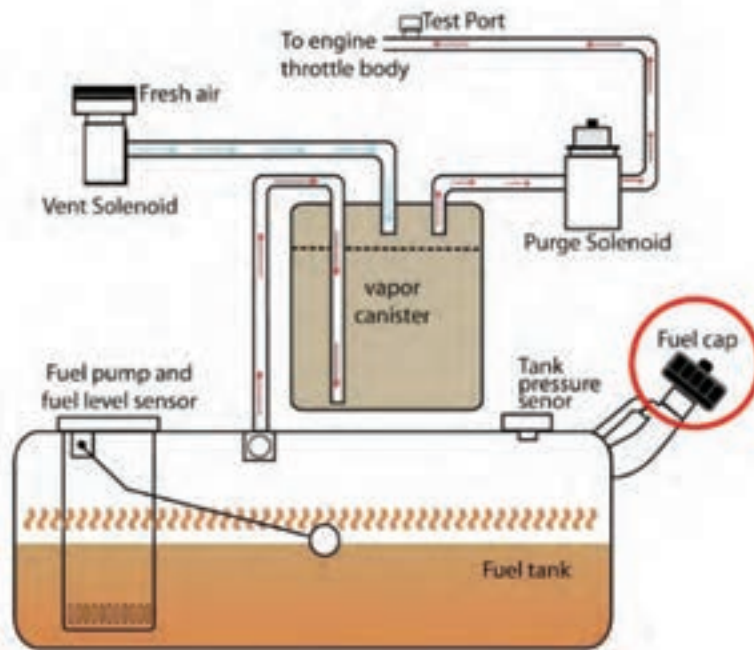 Test Port
To engine
throttle body
Fresh air
Vent Solenoid
Purge Solenoid
vapor
canister
Fuel cap
Fuel pump and
fuel level sensor
Tank
pressure
senor
Fuel tank